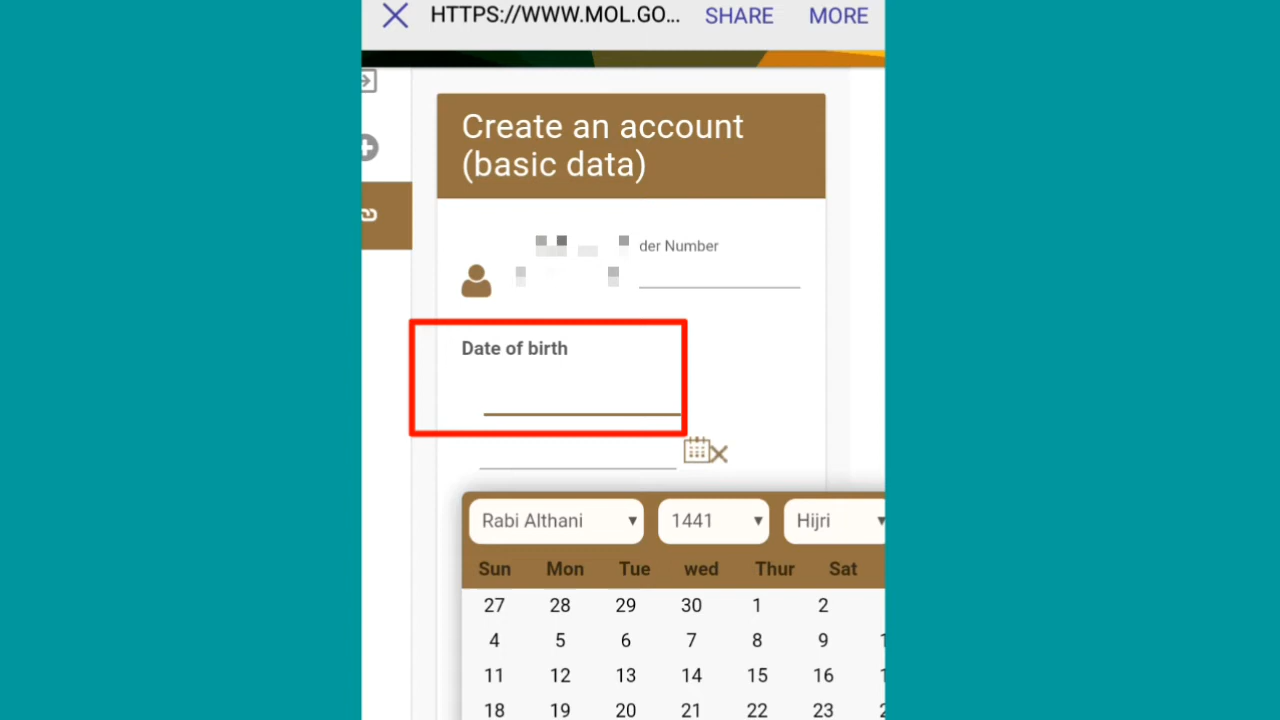 HTTPS://WWW.MOL.GO... SHARE MORE
Create an account
(basic data)
der Number
Date of birth
Rabi Althani 1441 Hijri
Sun Mon Tue wed Thur Sat
27 28 29 30 1 2
4 5 6 7 8 9
11 12 13 14 15 16
18 19 20 21 22 23